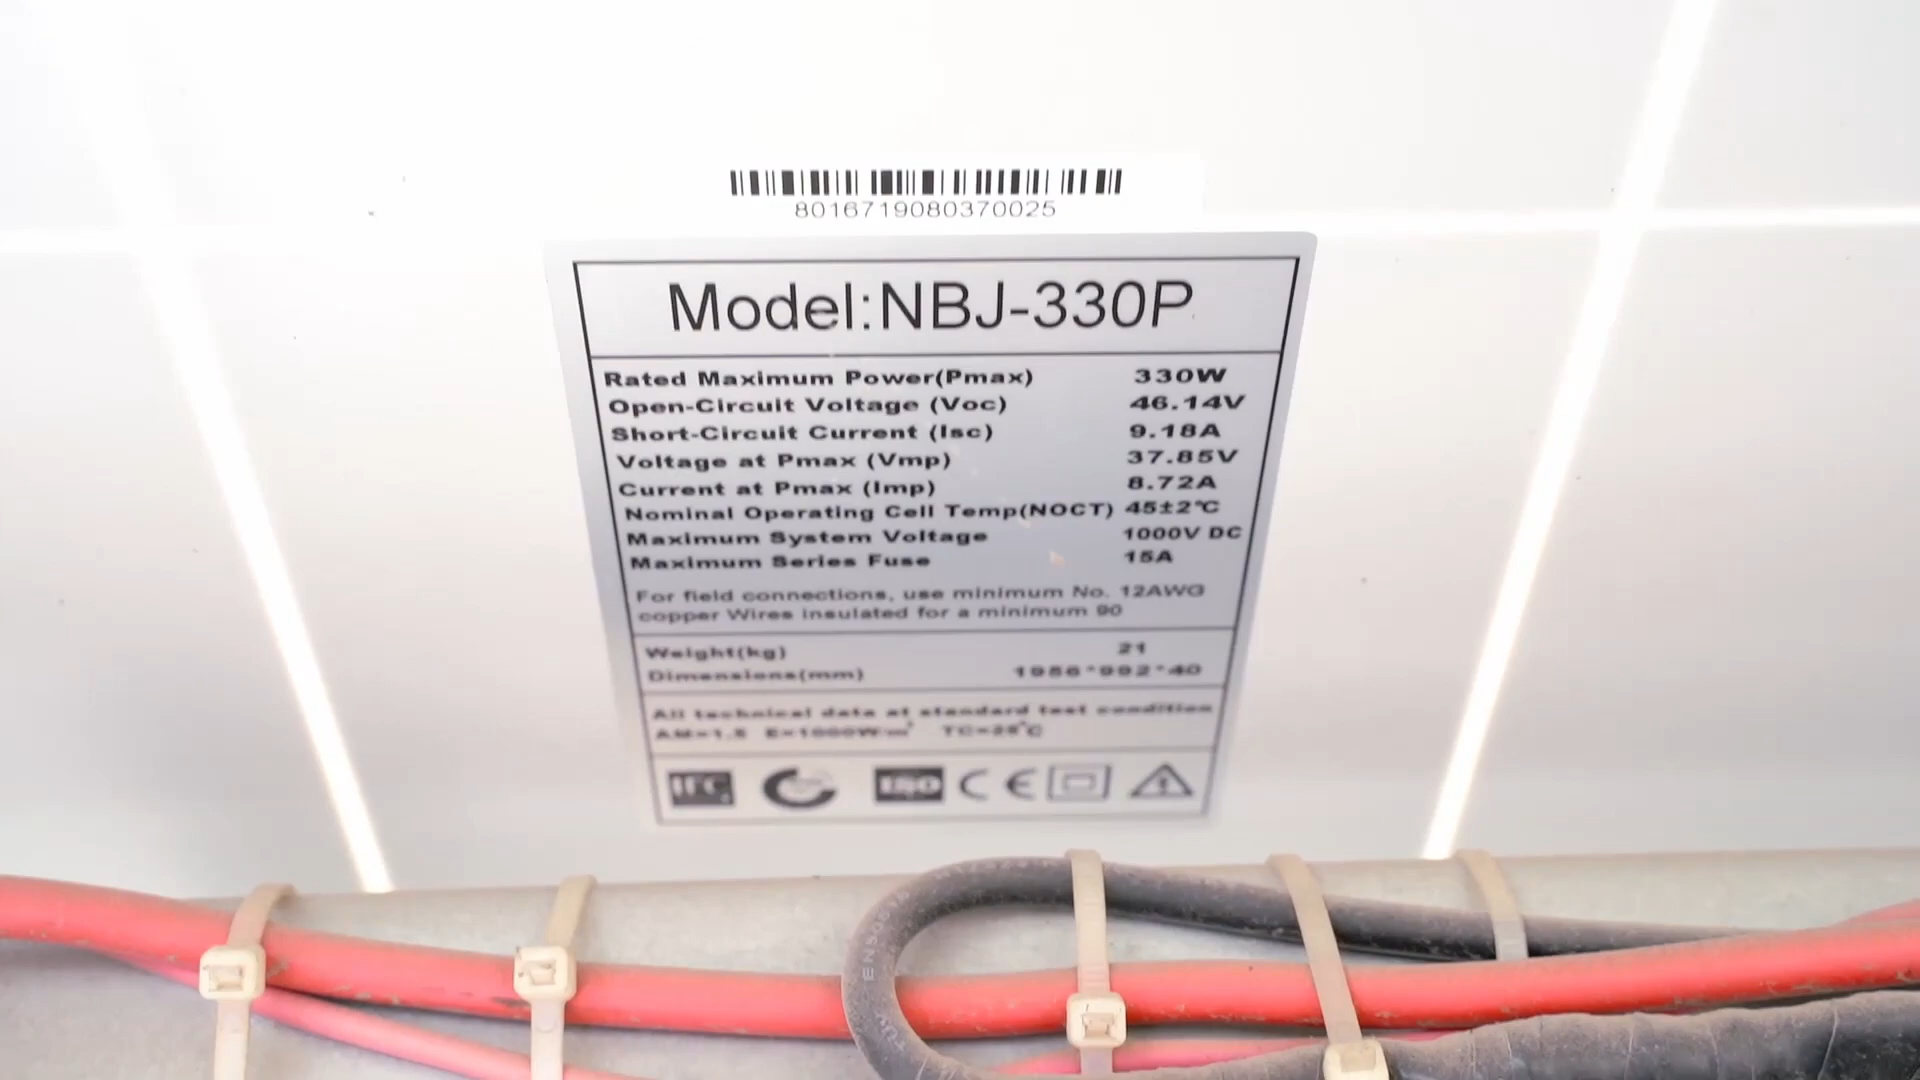 8016719080370025
Model:NBJ-330P
Rated Maximum Power(Pmax) 330W
Open-Circuit Voltage (Voc) 46.14V
Short-Circuit Current (Isc) 9.18A
Voltage at Pmax (Vmp) 37.85V
Current at Pmax (Imp) 8.72A
Nominal Operating Cell Temp(NOCT) 45±2℃
Maximum System Voltage 1000V DC
Maximum Series Fuse 15A
For field connections, use minimum No. 12AWG
copper Wires insulated for a minimum 90
Weight(kg) 21
Dimensions(mm) 1956*992*40
All technical data at standard test condition
AM=1.5 E=1000W/m² TC=25℃
ISO CE